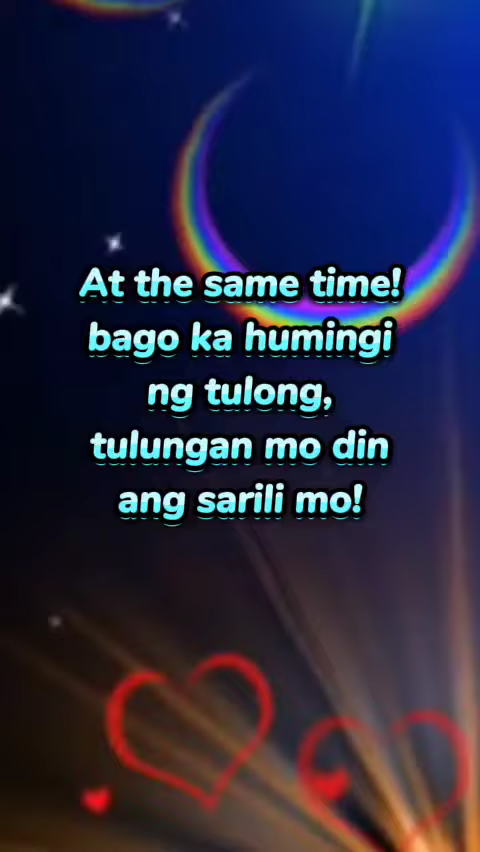 At the same time!
bago ka humingi
ng tulong,
tulungan mo din
ang sarili mo!